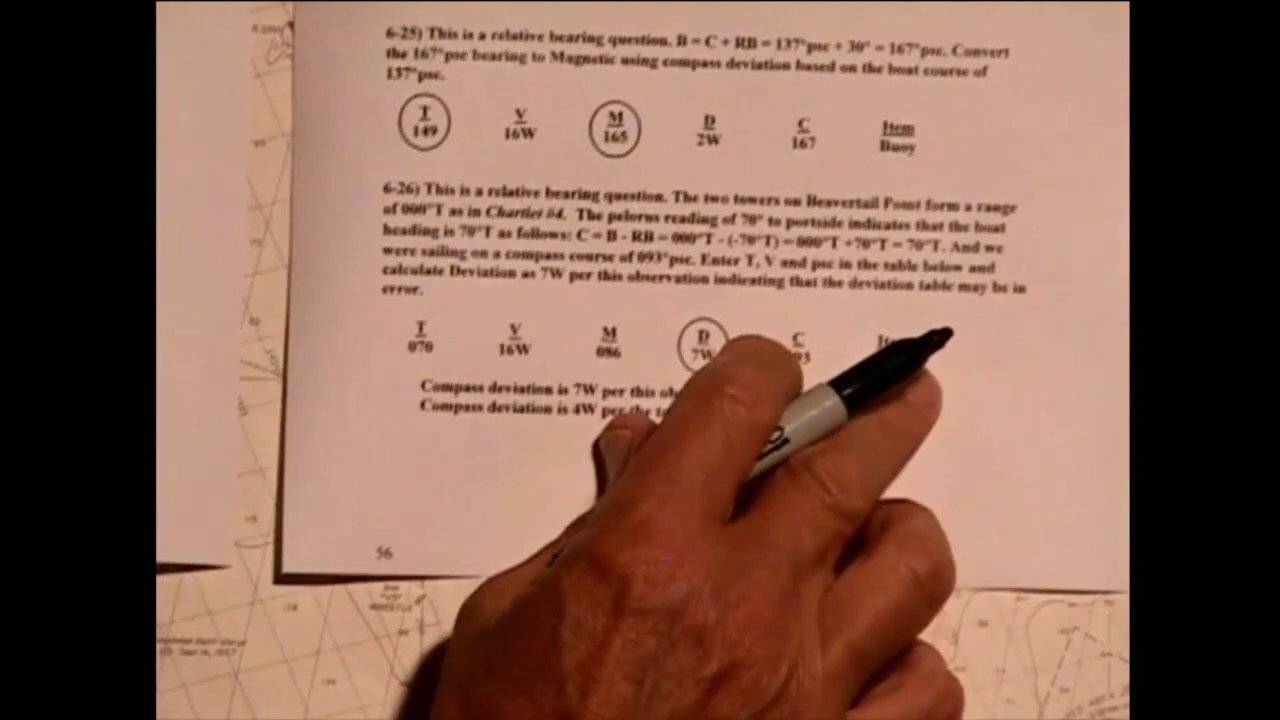 6-25) This is a relative bearing question. B = C + RB = 137°psc + 30° = 167°psc. Convert
the 167°psc bearing to Magnetic using compass deviation based on the boat course of
137°psc.
T V M D C Item
149 16W 165 2W 167 Buoy
6-26) This is a relative bearing question. The two towers on Beavertail Point form a range
of 000°T as in Chartlet #4. The pelorus reading of 70° to portside indicates that the boat
heading is 70°T as follows: C = B - RB = 000°T - (-70°T) = 000°T +70°T = 70°T. And we
were sailing on a compass course of 093°psc. Enter T, V and psc in the table below and
calculate Deviation as 7W per this observation indicating that the deviation table may be in
error.
T V M D C
070 16W 086 7W
Compass deviation is 7W per this
Compass deviation is 4W per the
56